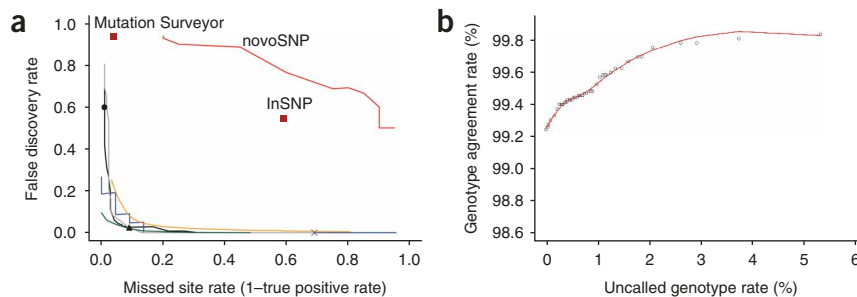 a
Mutation Surveyor
novoSNP
InSNP
False discovery rate
1.0
0.8
0.6
0.4
0.2
0.0
0.0 0.2 0.4 0.6 0.8 1.0
Missed site rate (1–true positive rate)
b
Genotype agreement rate (%)
99.8
99.6
99.4
99.2
99.0
98.8
98.6
0 1 2 3 4 5 6
Uncalled genotype rate (%)